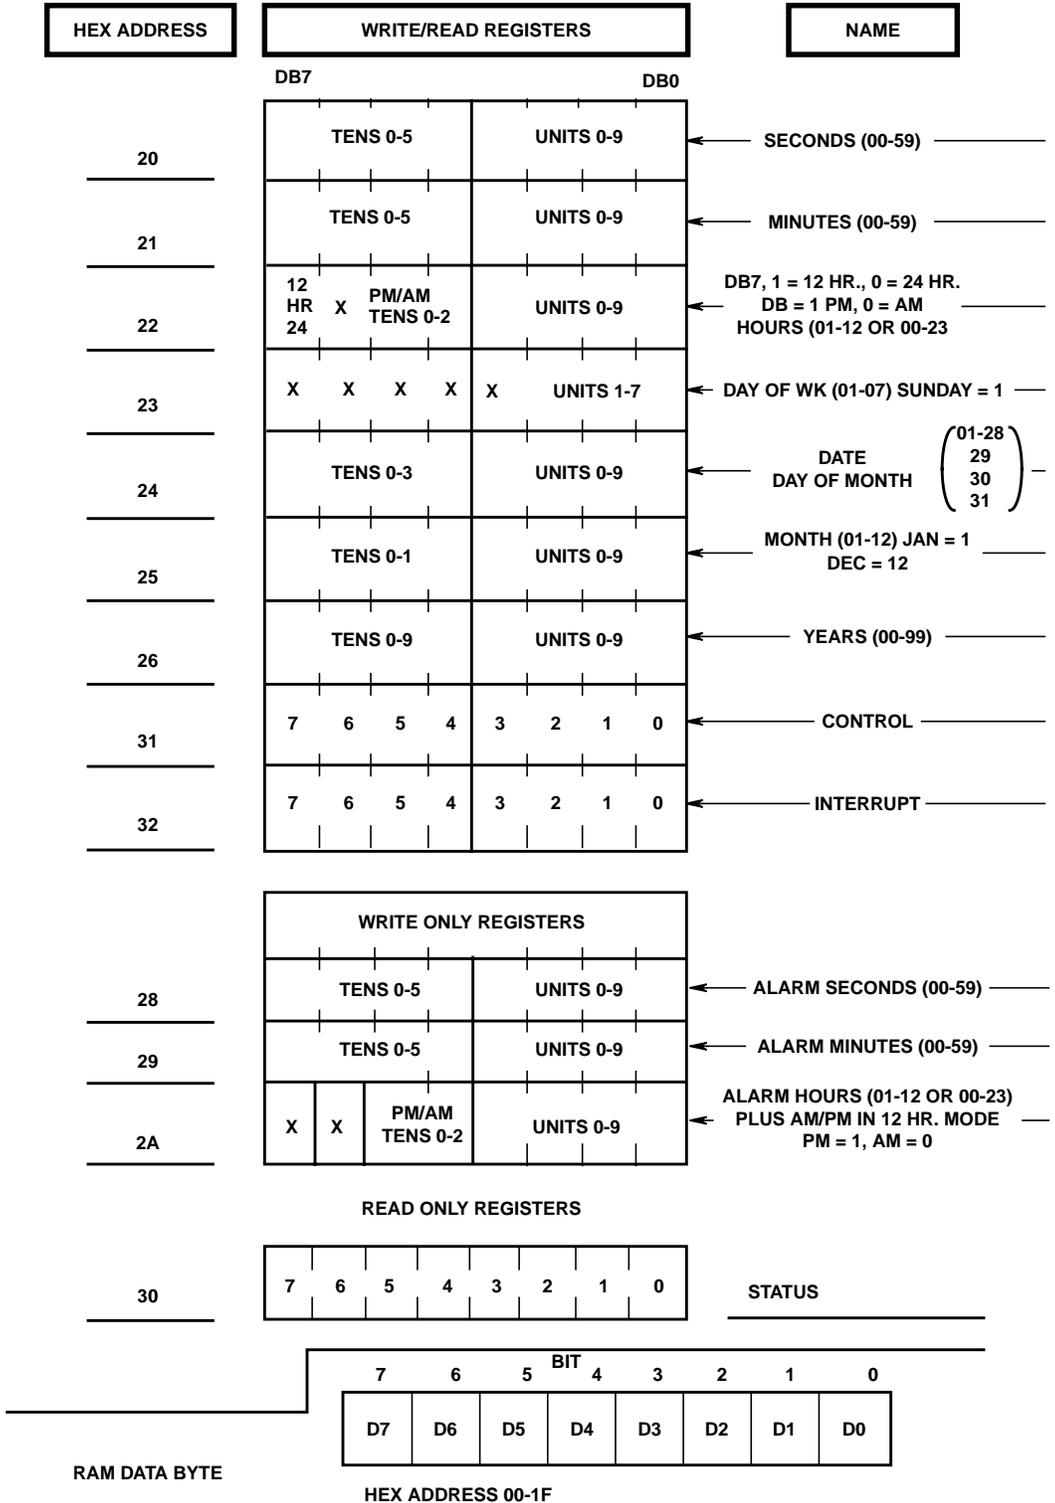 HEX ADDRESS WRITE/READ REGISTERS NAME
DB7 DB0
20 TENS 0-5 UNITS 0-9 SECONDS (00-59)
21 TENS 0-5 UNITS 0-9 MINUTES (00-59)
22
12
HR
24
X
PM/AM
TENS 0-2
UNITS 0-9
DB7, 1 = 12 HR., 0 = 24 HR.
DB = 1 PM, 0 = AM
HOURS (01-12 OR 00-23
23 X X X X X UNITS 1-7 DAY OF WK (01-07) SUNDAY = 1
24 TENS 0-3 UNITS 0-9
DATE
DAY OF MONTH
01-28
29
30
31
25 TENS 0-1 UNITS 0-9
MONTH (01-12) JAN = 1
DEC = 12
26 TENS 0-9 UNITS 0-9 YEARS (00-99)
31 7 6 5 4 3 2 1 0 CONTROL
32 7 6 5 4 3 2 1 0 INTERRUPT
WRITE ONLY REGISTERS
28 TENS 0-5 UNITS 0-9 ALARM SECONDS (00-59)
29 TENS 0-5 UNITS 0-9 ALARM MINUTES (00-59)
2A X X
PM/AM
TENS 0-2
UNITS 0-9
ALARM HOURS (01-12 OR 00-23)
PLUS AM/PM IN 12 HR. MODE
PM = 1, AM = 0
READ ONLY REGISTERS
30 7 6 5 4 3 2 1 0 STATUS
BIT
7 6 5 4 3 2 1 0
D7 D6 D5 D4 D3 D2 D1 D0
RAM DATA BYTE
HEX ADDRESS 00-1F